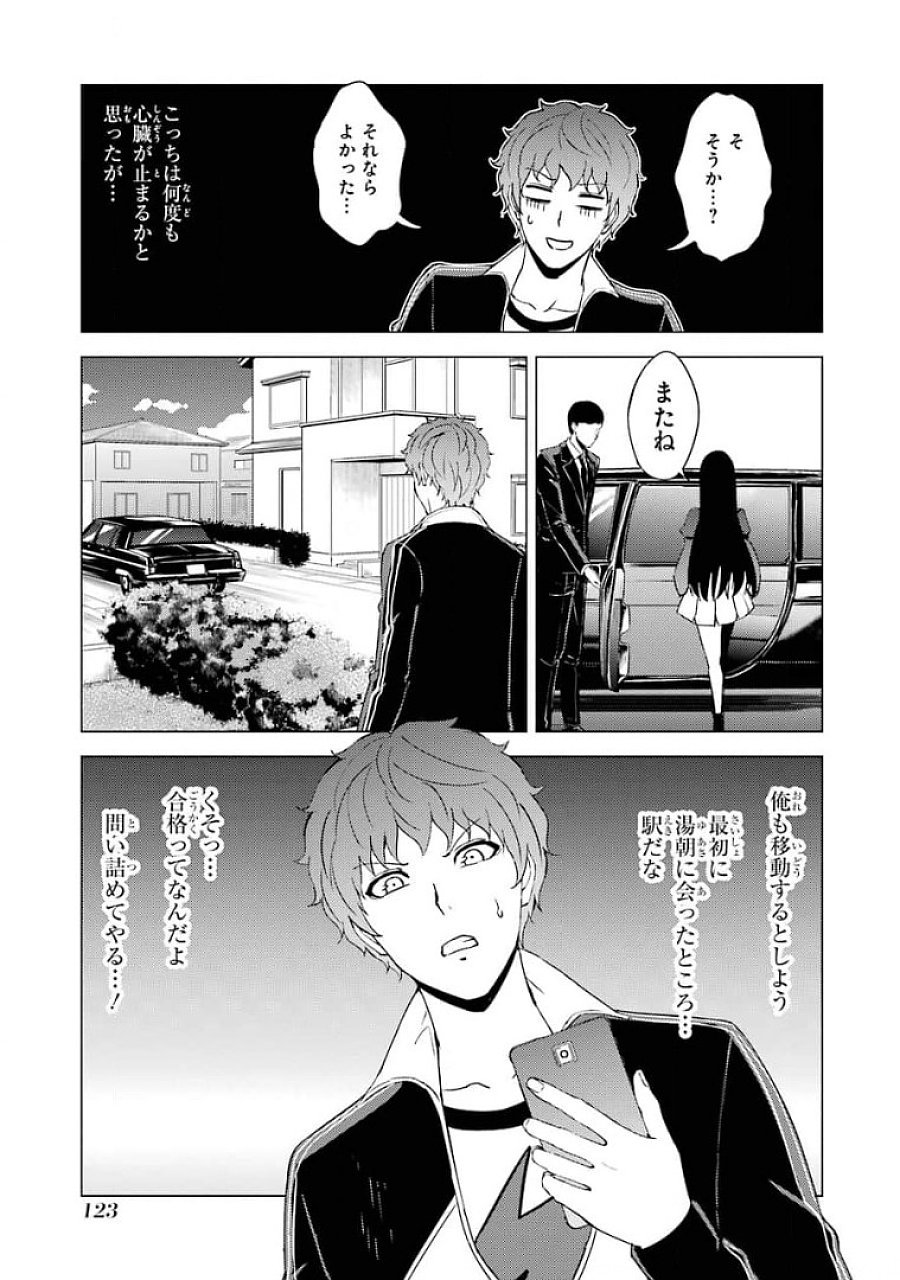 そ
そうか…？
それなら
よかった…
こっちは何度も
心臓が止まるかと
思ったが…
またね
俺も移動するとしよう
最初に
湯朝に会ったところ…
駅だな
くそっ…
合格ってなんだよ
問い詰めてやる…！
123